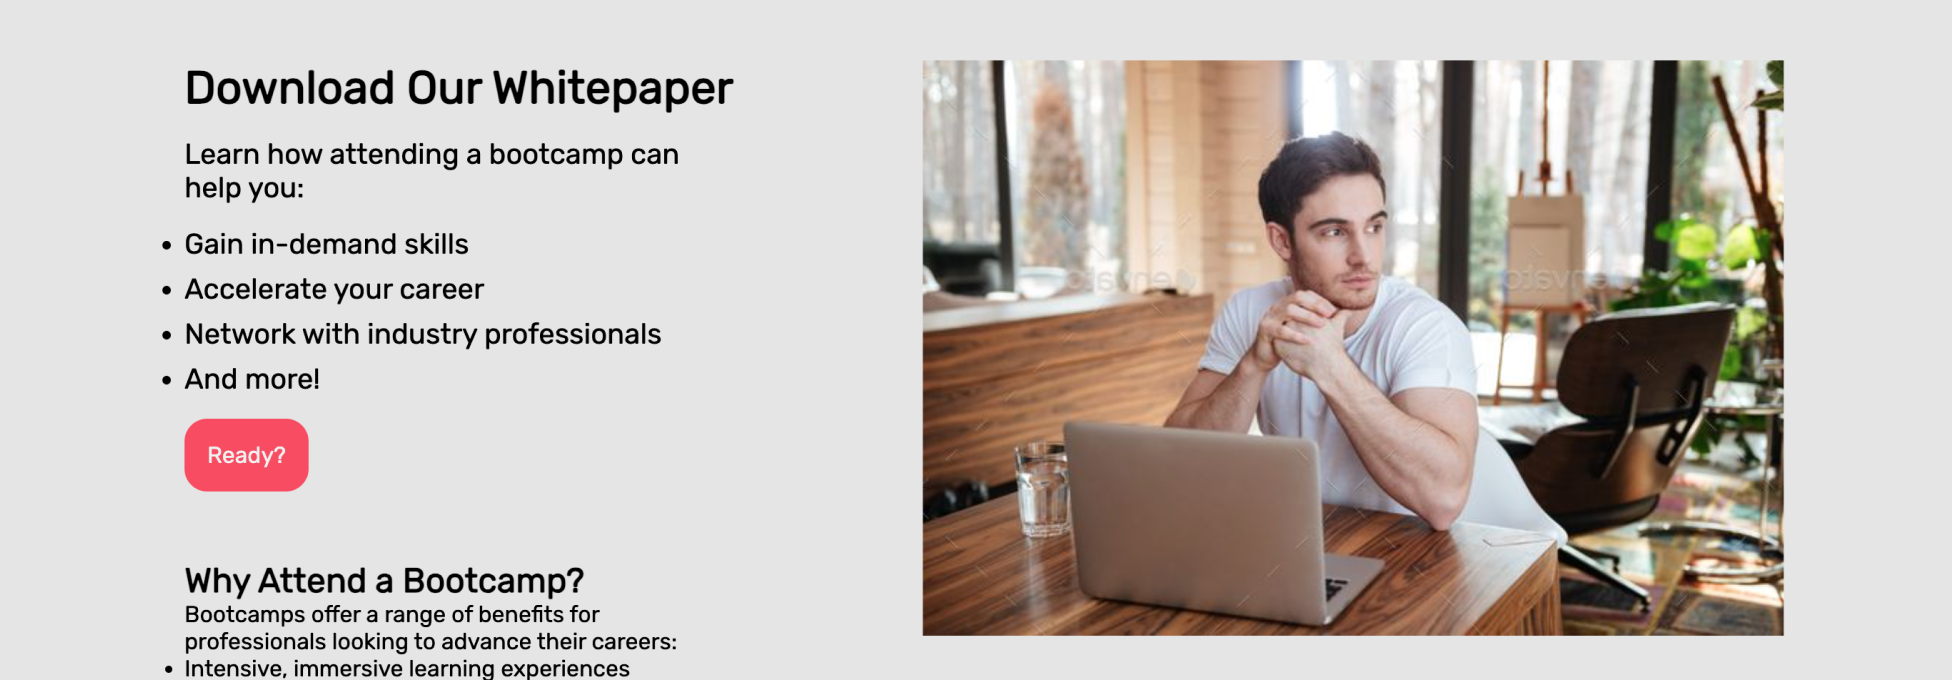 Download Our Whitepaper
Learn how attending a bootcamp can
help you:
• Gain in-demand skills
• Accelerate your career
• Network with industry professionals
• And more!
Ready?
Why Attend a Bootcamp?
Bootcamps offer a range of benefits for
professionals looking to advance their careers:
• Intensive, immersive learning experiences
envato
envato